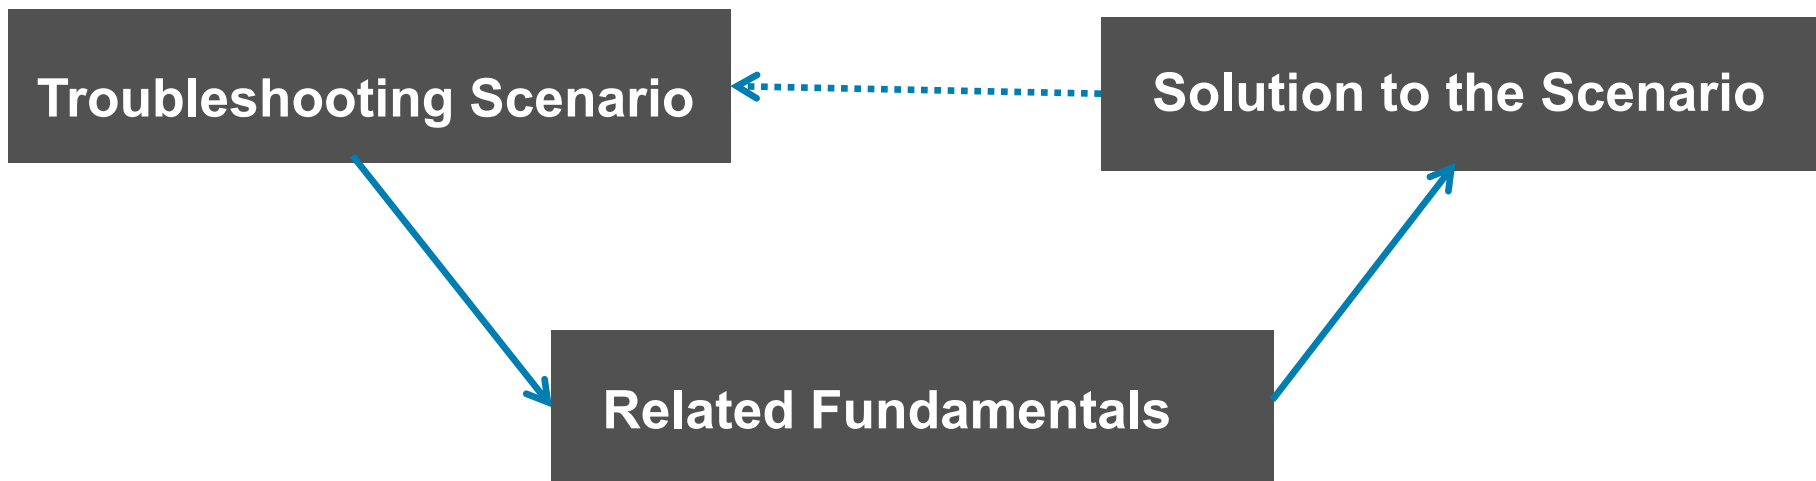 Troubleshooting Scenario
Solution to the Scenario
Related Fundamentals